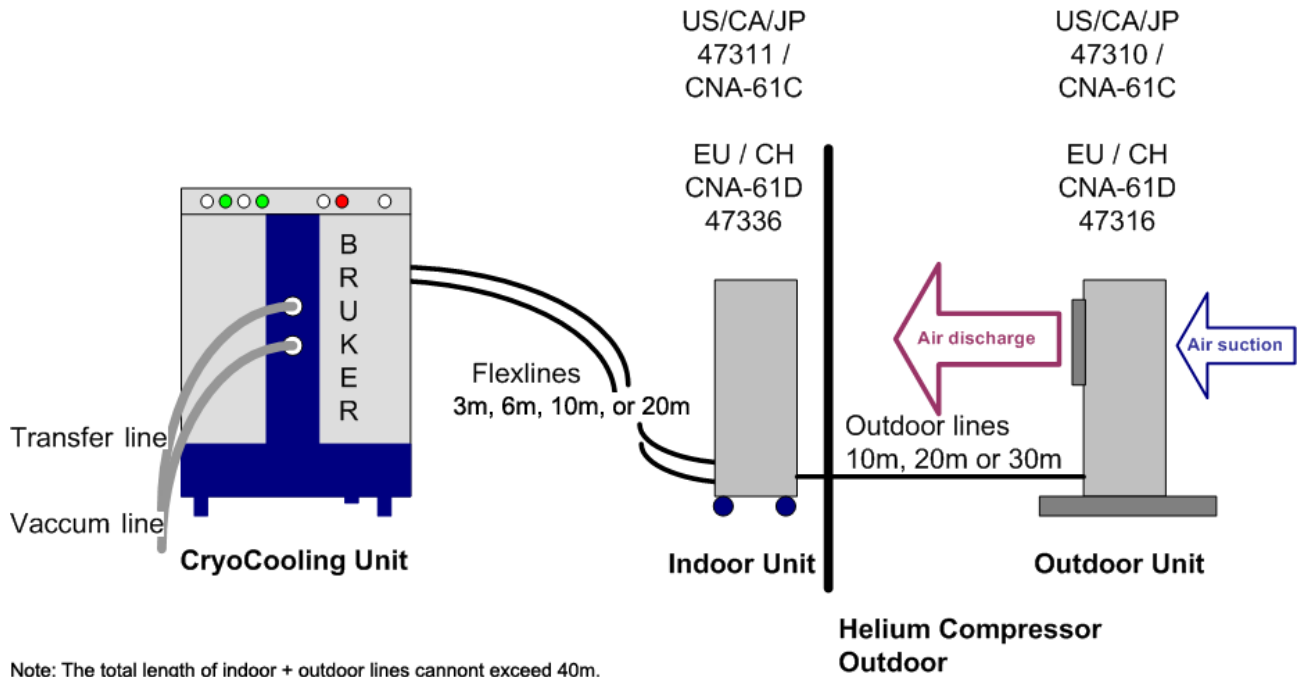 US/CA/JP
47311 /
CNA-61C
EU / CH
CNA-61D
47336
US/CA/JP
47310 /
CNA-61C
EU / CH
CNA-61D
47316
B
R
U
K
E
R
Flexlines
3m, 6m, 10m, or 20m
Air discharge
Air suction
Outdoor lines
10m, 20m or 30m
Transfer line
Vaccum line
CryoCooling Unit
Indoor Unit
Outdoor Unit
Helium Compressor
Outdoor
Note: The total length of indoor + outdoor lines cannont exceed 40m.